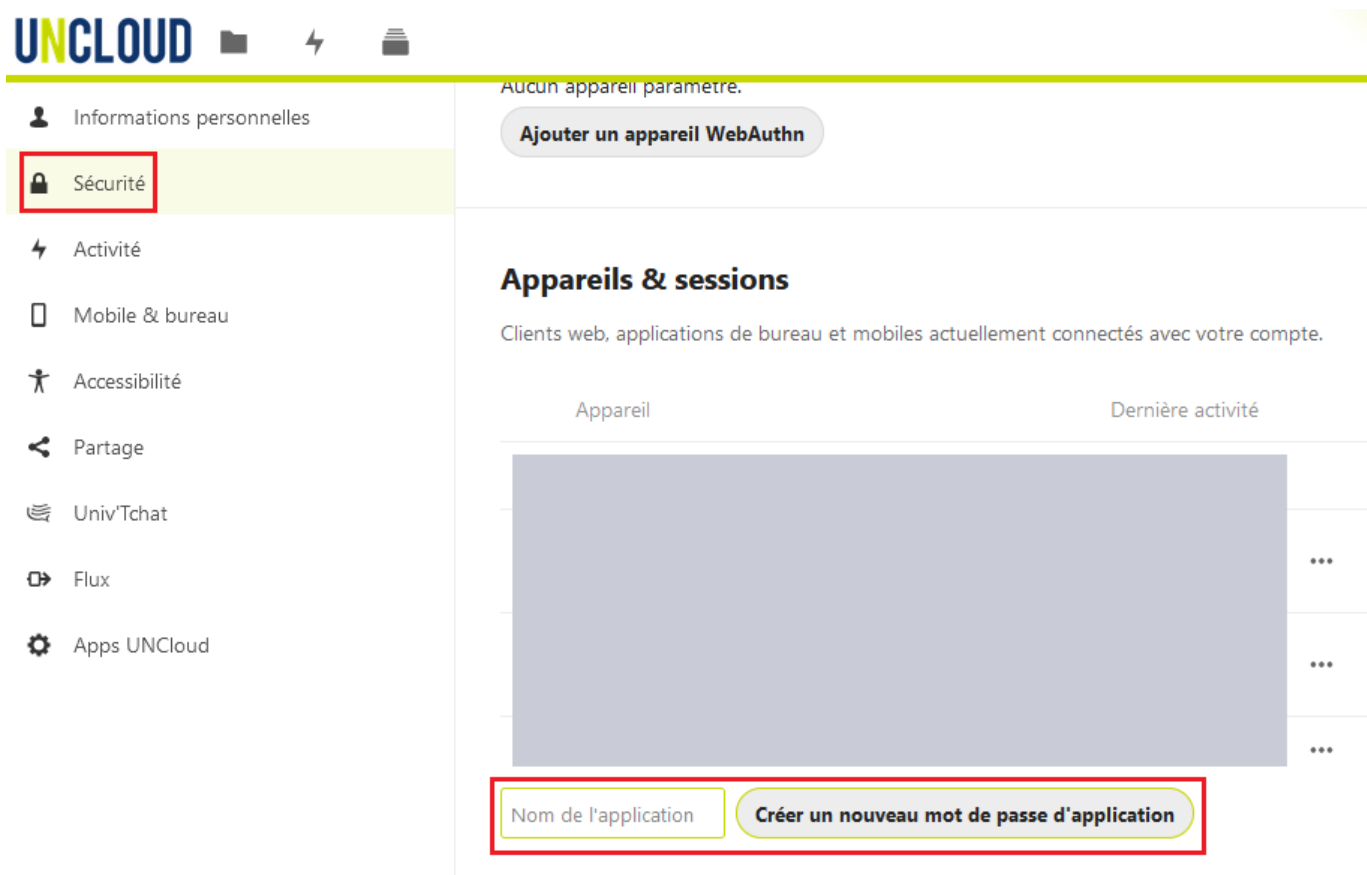 UNCLOUD
Informations personnelles
Sécurité
Activité
Mobile & bureau
Accessibilité
Partage
Univ'Tchat
Flux
Apps UNCloud
Aucun appareil paramétré.
Ajouter un appareil WebAuthn
Appareils & sessions
Clients web, applications de bureau et mobiles actuellement connectés avec votre compte.
Appareil Dernière activité
Nom de l'application Créer un nouveau mot de passe d'application